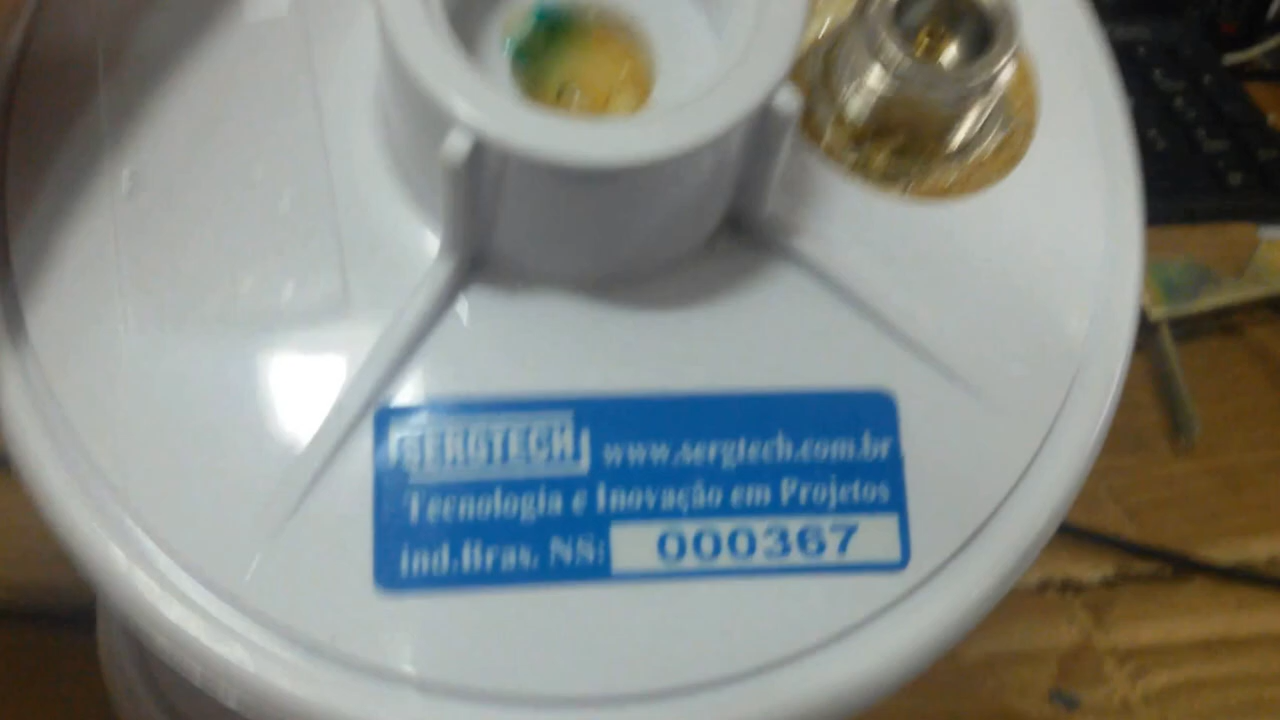 SERGTECH www.sergtech.com.br
Tecnologia e Inovação em Projetos
ind.Bras. NS: 000367